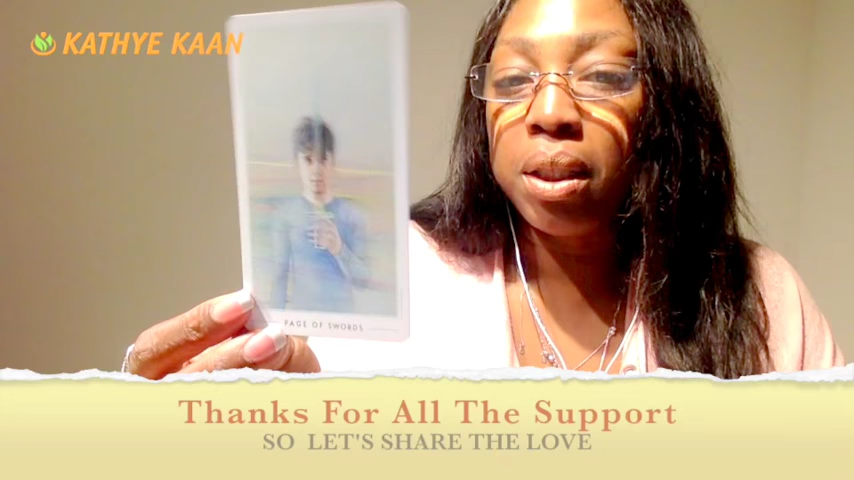 KATHYE KAAN
PAGE OF SWORDS
Thanks For All The Support
SO LET'S SHARE THE LOVE